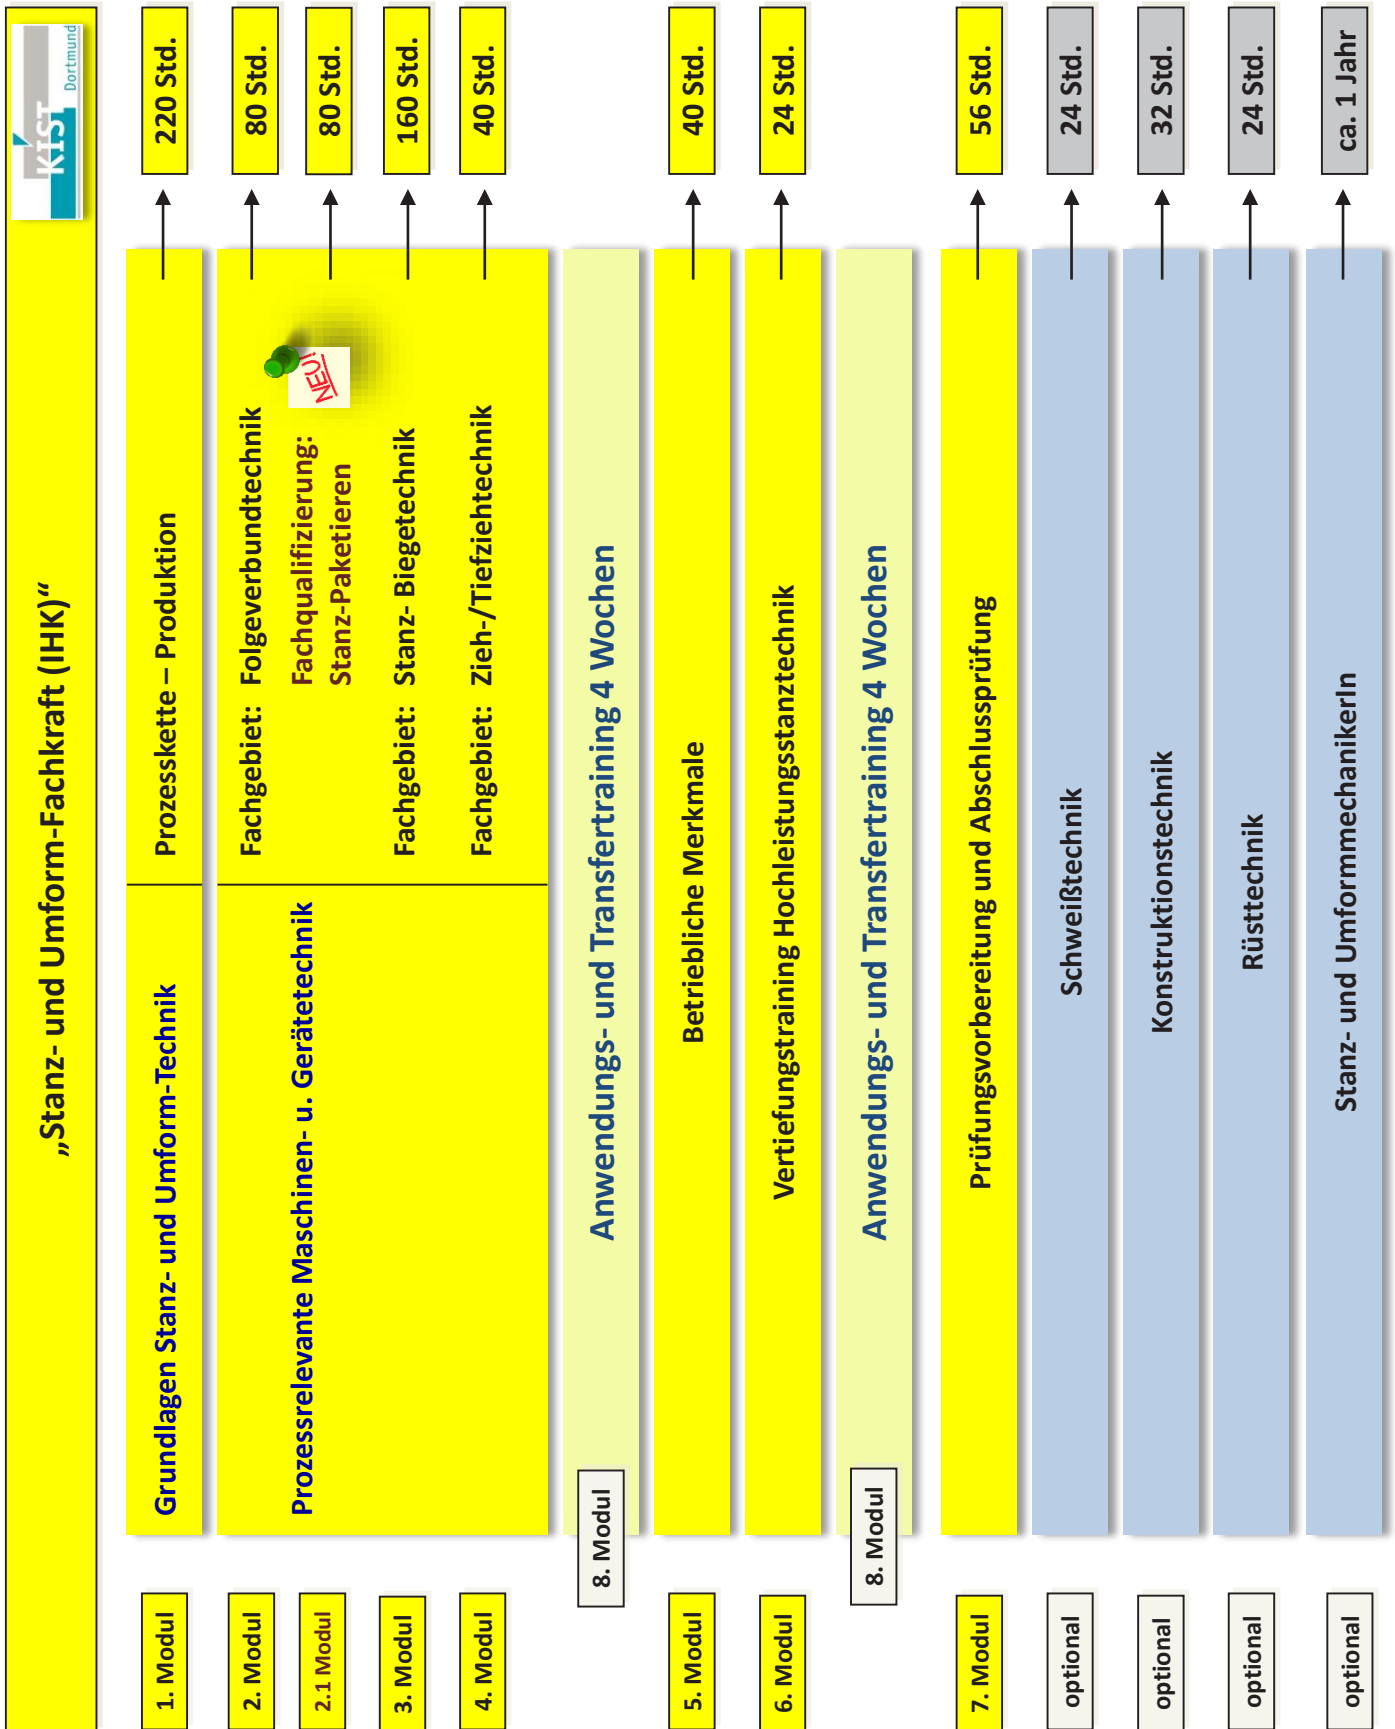 „Stanz- und Umform-Fachkraft (IHK)“
KIST
Dortmund
1. Modul
Grundlagen Stanz- und Umform-Technik
Prozesskette – Produktion
220 Std.
2. Modul
Fachgebiet: Folgeverbundtechnik
80 Std.
2.1 Modul
Prozessrelevante Maschinen- u. Gerätetechnik
Fachqualifizierung:
Stanz-Paketieren
NEU!
80 Std.
3. Modul
Fachgebiet: Stanz- Biegetechnik
160 Std.
4. Modul
Fachgebiet: Zieh-/Tiefziehtechnik
40 Std.
8. Modul
Anwendungs- und Transfertraining 4 Wochen
5. Modul
Betriebliche Merkmale
40 Std.
6. Modul
Vertiefungstraining Hochleistungsstanztechnik
24 Std.
8. Modul
Anwendungs- und Transfertraining 4 Wochen
7. Modul
Prüfungsvorbereitung und Abschlussprüfung
56 Std.
optional
Schweißtechnik
24 Std.
optional
Konstruktionstechnik
32 Std.
optional
Rüsttechnik
24 Std.
optional
Stanz- und UmformmechanikerIn
ca. 1 Jahr